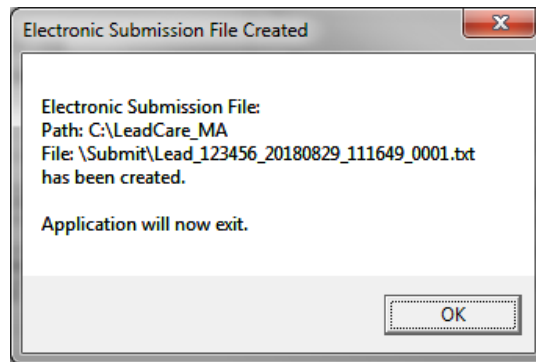 Electronic Submission File Created
Electronic Submission File:
Path: C:\LeadCare_MA
File: \Submit\Lead_123456_20180829_111649_0001.txt
has been created.
Application will now exit.
OK